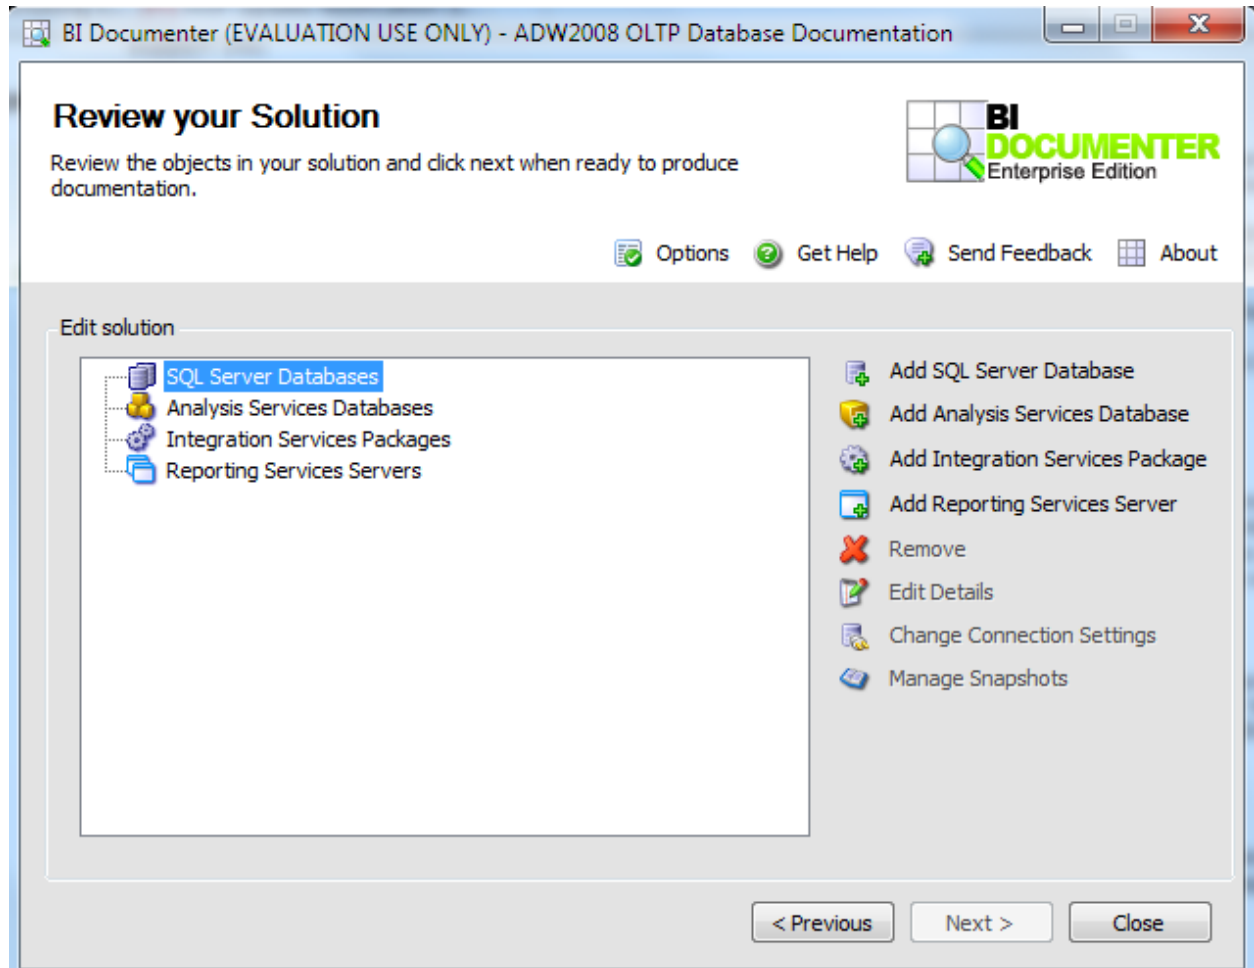 BI Documenter (EVALUATION USE ONLY) - ADW2008 OLTP Database Documentation
Review your Solution
Review the objects in your solution and click next when ready to produce
documentation.
BI
DOCUMENTER
Enterprise Edition
Options Get Help Send Feedback About
Edit solution
SQL Server Databases
Analysis Services Databases
Integration Services Packages
Reporting Services Servers
Add SQL Server Database
Add Analysis Services Database
Add Integration Services Package
Add Reporting Services Server
Remove
Edit Details
Change Connection Settings
Manage Snapshots
< Previous Next > Close